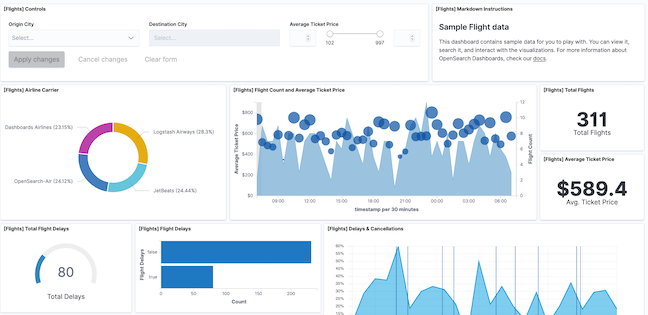 [Flights] Controls
Origin City
Select...
Destination City
Select...
Average Ticket Price
102 997
Apply changes Cancel changes Clear form
[Flights] Markdown Instructions
Sample Flight data
This dashboard contains sample data for you to play with. You can view it,
search it, and interact with the visualizations. For more information about
OpenSearch Dashboards, check our docs.
[Flights] Airline Carrier
Dashboards Airlines (23.15%)
Logstash Airways (28.3%)
OpenSearch-Air (24.12%)
JetBeats (24.44%)
[Flights] Flight Count and Average Ticket Price
Average Ticket Price
$800
$600
$400
$200
$0
12
10
8
6
4
2
0
Flight Count
09:00 12:00 15:00 18:00 21:00 00:00 03:00 06:00
timestamp per 30 minutes
[Flights] Total Flights
311
Total Flights
[Flights] Average Ticket Price
$589.4
Avg. Ticket Price
[Flights] Total Flight Delays
80
Total Delays
[Flights] Flight Delays
Flight Delays
false
true
0 50 100 150 200
Count
[Flights] Delays & Cancellations
60%
50%
40%
30%
20%
10%